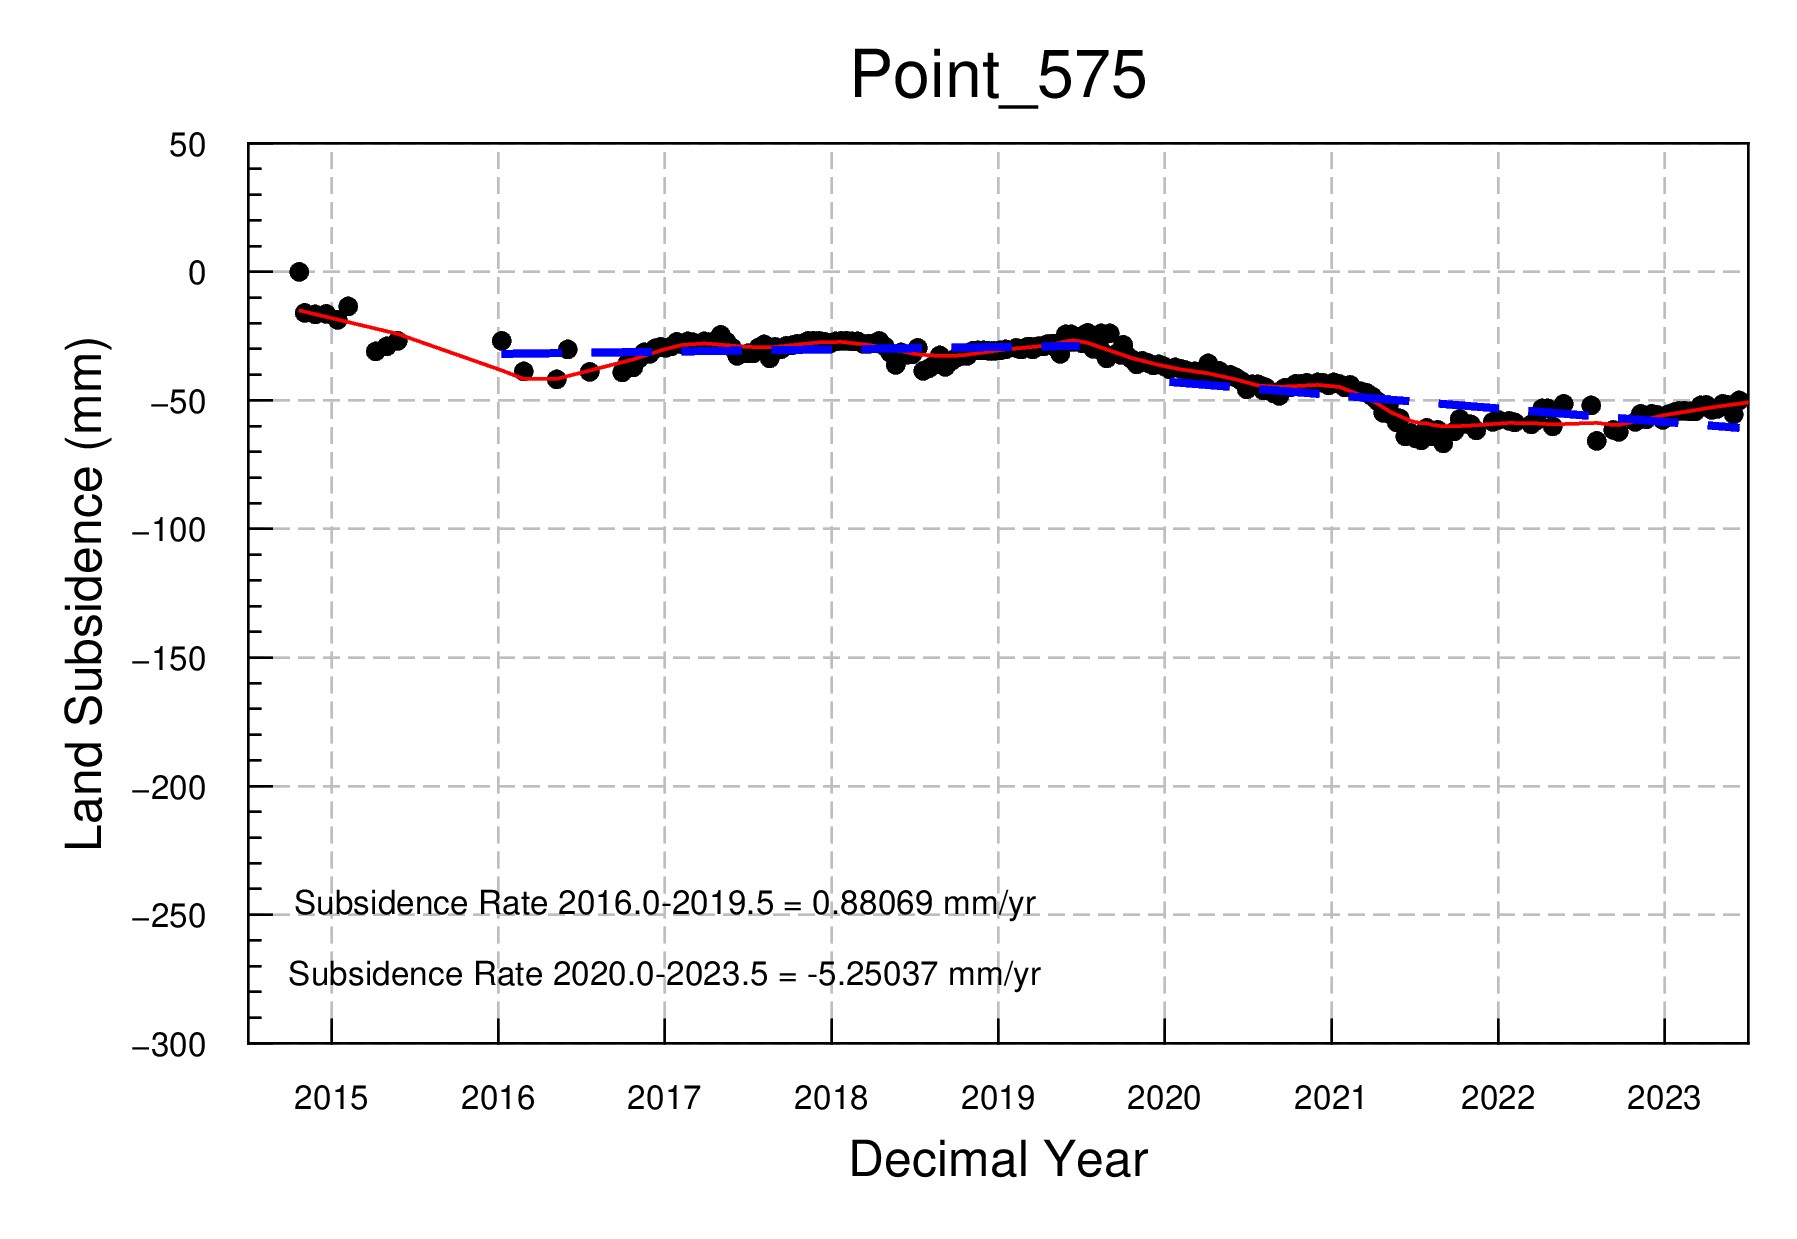 Point_575
50
0
−50
−100
−150
−200
−250
−300
Land Subsidence (mm)
Subsidence Rate 2016.0-2019.5 = 0.88069 mm/yr
Subsidence Rate 2020.0-2023.5 = -5.25037 mm/yr
2015 2016 2017 2018 2019 2020 2021 2022 2023
Decimal Year